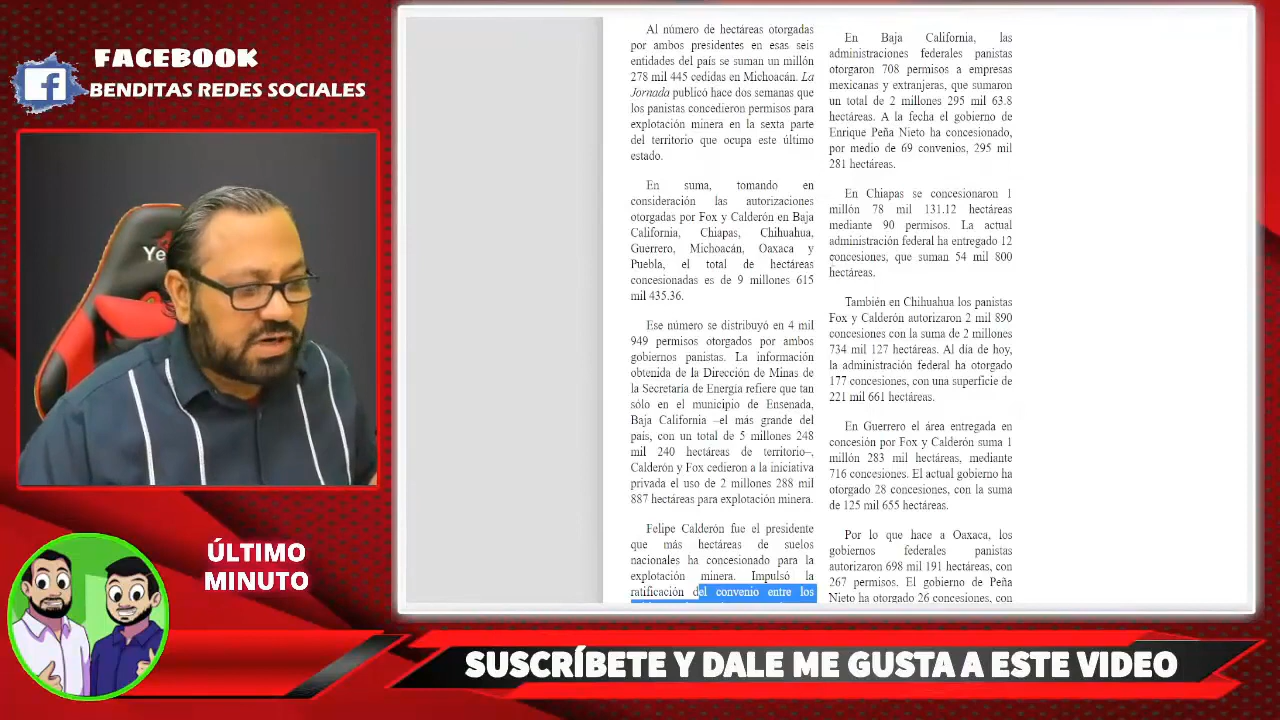 FACEBOOK
BENDITAS REDES SOCIALES
Ye
ÚLTIMO
MINUTO
Al número de hectáreas otorgadas
por ambos presidentes en esas seis
entidades del país se suman un millón
278 mil 445 cedidas en Michoacán. La
Jornada publicó hace dos semanas que
los panistas concedieron permisos para
explotación minera en la sexta parte
del territorio que ocupa este último
estado.
En suma, tomando en
consideración las autorizaciones
otorgadas por Fox y Calderón en Baja
California, Chiapas, Chihuahua,
Guerrero, Michoacán, Oaxaca y
Puebla, el total de hectáreas
concesionadas es de 9 millones 615
mil 435.36.
Ese número se distribuyó en 4 mil
949 permisos otorgados por ambos
gobiernos panistas. La información
obtenida de la Dirección de Minas de
la Secretaría de Energía refiere que tan
sólo en el municipio de Ensenada,
Baja California –el más grande del
país, con un total de 5 millones 248
mil 240 hectáreas de territorio–,
Calderón y Fox cedieron a la iniciativa
privada el uso de 2 millones 288 mil
887 hectáreas para explotación minera.
Felipe Calderón fue el presidente
que más hectáreas de suelos
nacionales ha concesionado para la
explotación minera. Impulsó la
ratificación del convenio entre los
En Baja California, las
administraciones federales panistas
otorgaron 708 permisos a empresas
mexicanas y extranjeras, que sumaron
un total de 2 millones 295 mil 63.8
hectáreas. A la fecha el gobierno de
Enrique Peña Nieto ha concesionado,
por medio de 69 convenios, 295 mil
281 hectáreas.
En Chiapas se concesionaron 1
millón 78 mil 131.12 hectáreas
mediante 90 permisos. La actual
administración federal ha entregado 12
concesiones, que suman 54 mil 800
hectáreas.
También en Chihuahua los panistas
Fox y Calderón autorizaron 2 mil 890
concesiones con la suma de 2 millones
734 mil 127 hectáreas. Al día de hoy,
la administración federal ha otorgado
177 concesiones, con una superficie de
221 mil 661 hectáreas.
En Guerrero el área entregada en
concesión por Fox y Calderón suma 1
millón 283 mil hectáreas, mediante
716 concesiones. El actual gobierno ha
otorgado 28 concesiones, con la suma
de 125 mil 655 hectáreas.
Por lo que hace a Oaxaca, los
gobiernos federales panistas
autorizaron 698 mil 191 hectáreas, con
267 permisos. El gobierno de Peña
Nieto ha otorgado 26 concesiones, con
SUSCRÍBETE Y DALE ME GUSTA A ESTE VIDEO